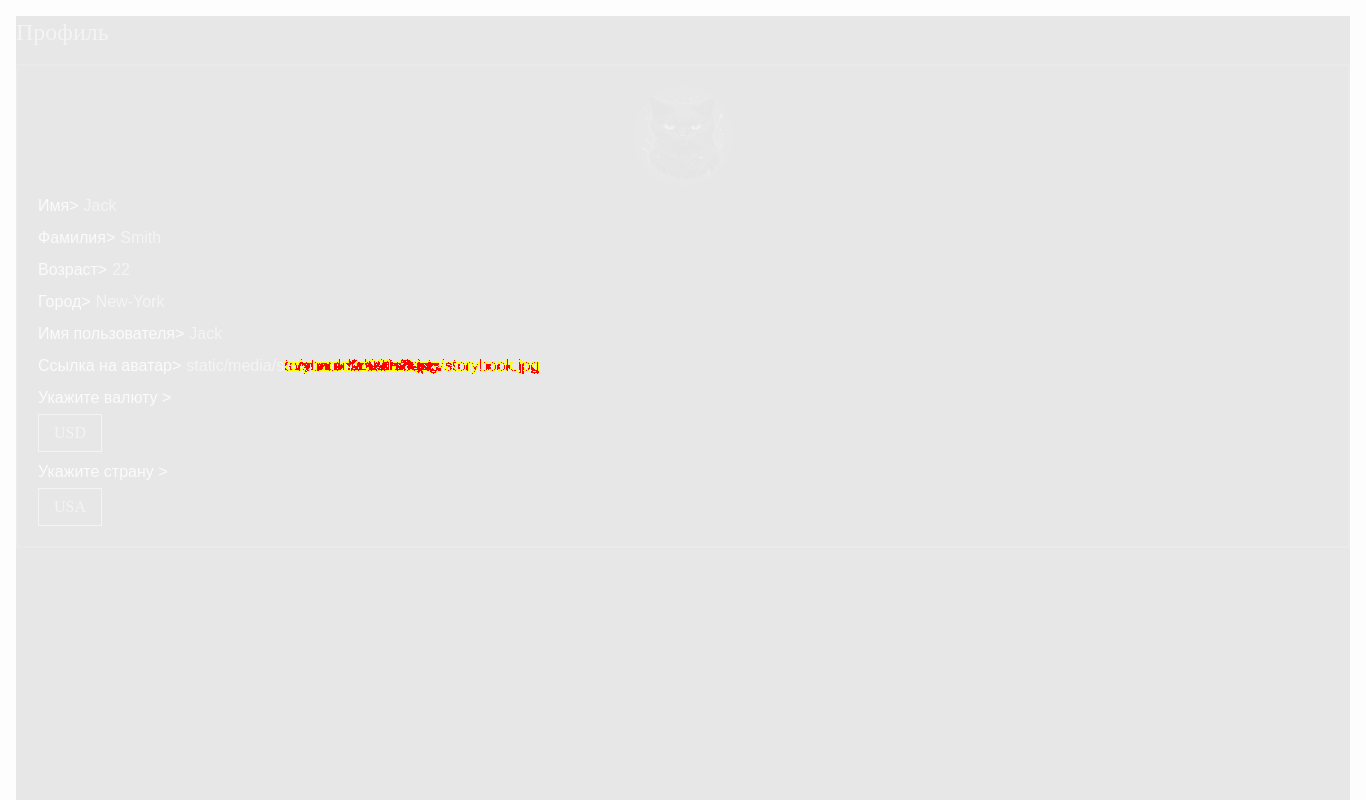 Профиль
Имя> Jack
Фамилия> Smith
Возраст> 22
Город> New-York
Имя пользователя> Jack
Ссылка на аватар> static/media/ /storybook.jpg
Укажите валюту >
USD
Укажите страну >
USA